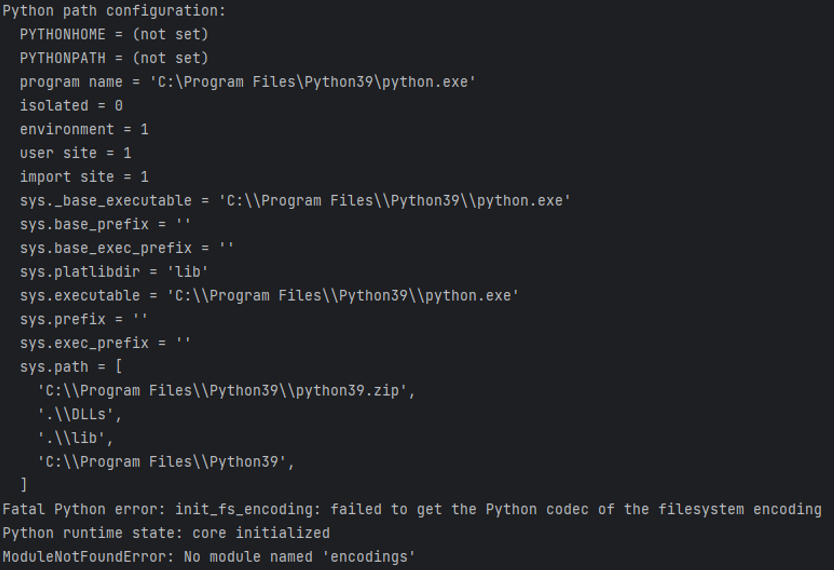 Python path configuration:
  PYTHONHOME = (not set)
  PYTHONPATH = (not set)
  program name = 'C:\Program Files\Python39\python.exe'
  isolated = 0
  environment = 1
  user site = 1
  import site = 1
  sys._base_executable = 'C:\\Program Files\\Python39\\python.exe'
  sys.base_prefix = ''
  sys.base_exec_prefix = ''
  sys.platlibdir = 'lib'
  sys.executable = 'C:\\Program Files\\Python39\\python.exe'
  sys.prefix = ''
  sys.exec_prefix = ''
  sys.path = [
    'C:\\Program Files\\Python39\\python39.zip',
    '.\\DLLs',
    '.\\lib',
    'C:\\Program Files\\Python39',
  ]
Fatal Python error: init_fs_encoding: failed to get the Python codec of the filesystem encoding
Python runtime state: core initialized
ModuleNotFoundError: No module named 'encodings'